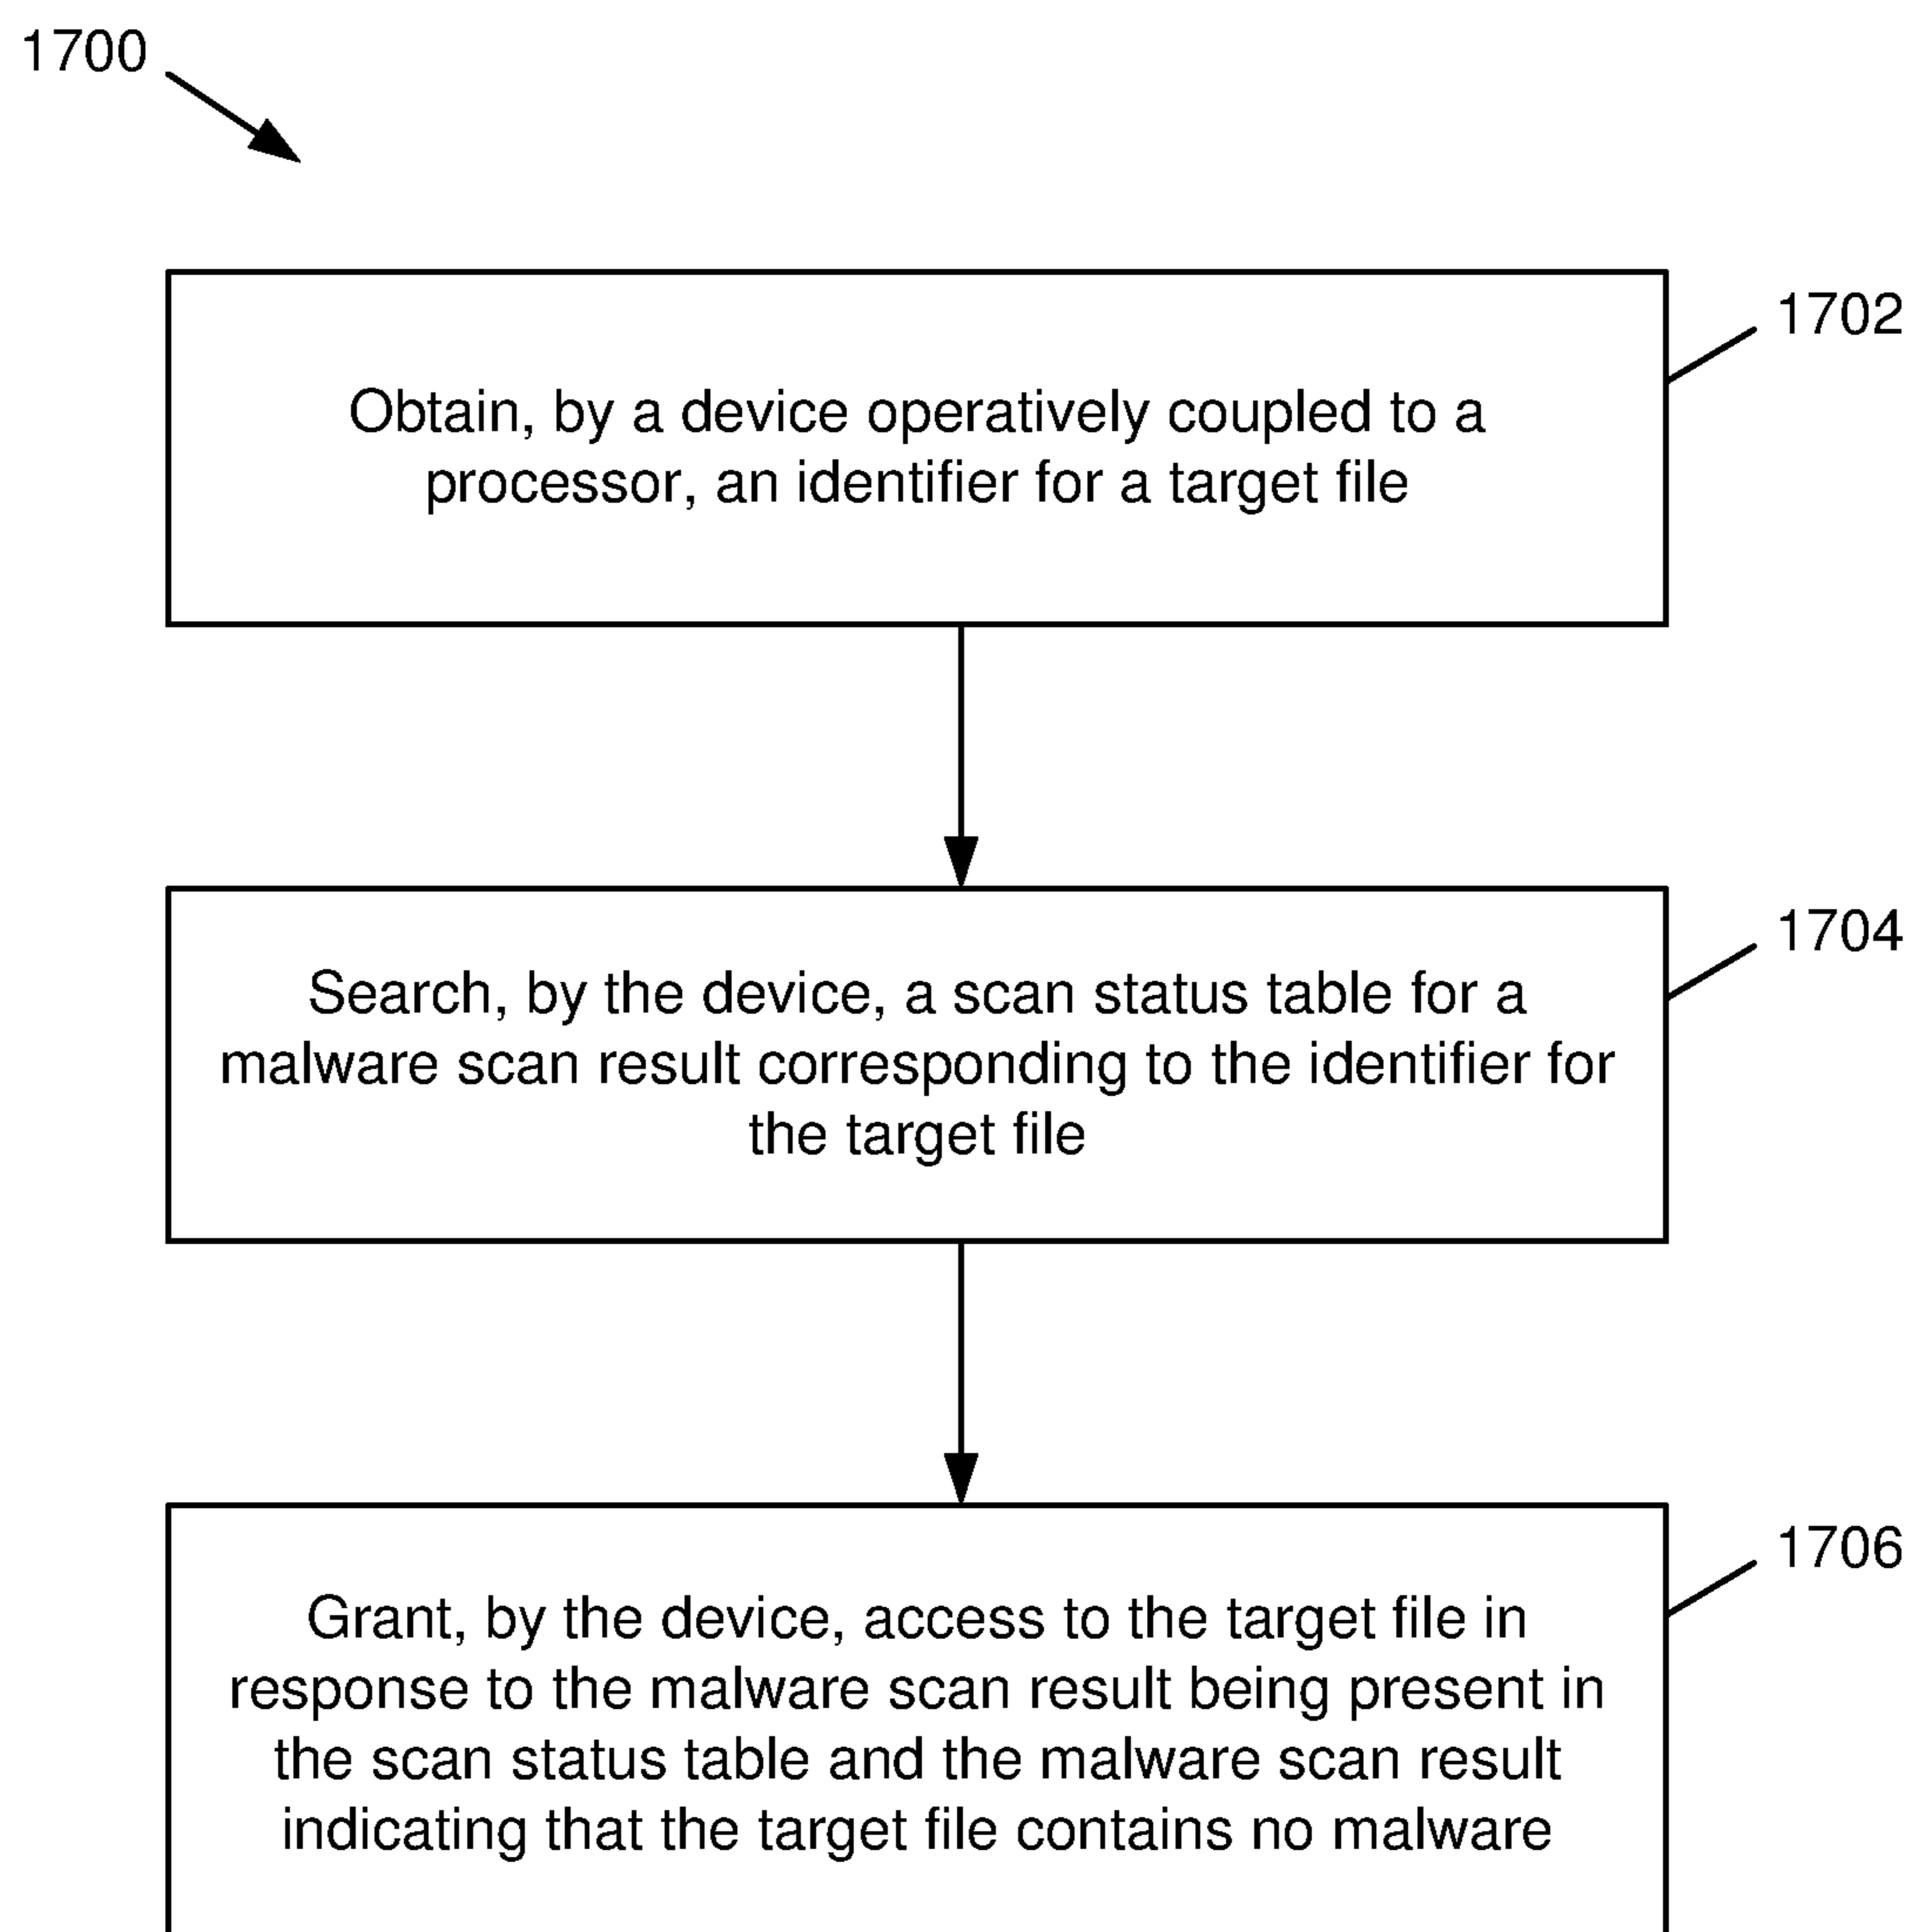 1700
1702
Obtain, by a device operatively coupled to a
processor, an identifier for a target file
1704
Search, by the device, a scan status table for a
malware scan result corresponding to the identifier for
the target file
1706
Grant, by the device, access to the target file in
response to the malware scan result being present in
the scan status table and the malware scan result
indicating that the target file contains no malware